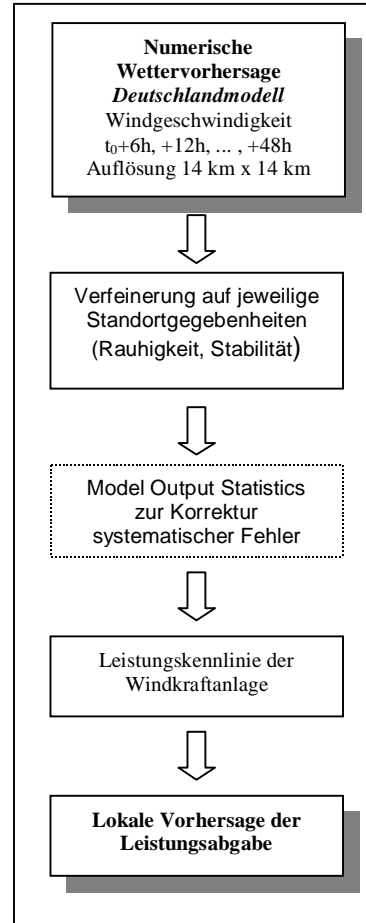 Numerische
Wettervorhersage
Deutschlandmodell
Windgeschwindigkeit
t₀+6h, +12h, ... , +48h
Auflösung 14 km x 14 km
Verfeinerung auf jeweilige
Standortgegebenheiten
(Rauhigkeit, Stabilität)
Model Output Statistics
zur Korrektur
systematischer Fehler
Leistungskennlinie der
Windkraftanlage
Lokale Vorhersage der
Leistungsabgabe